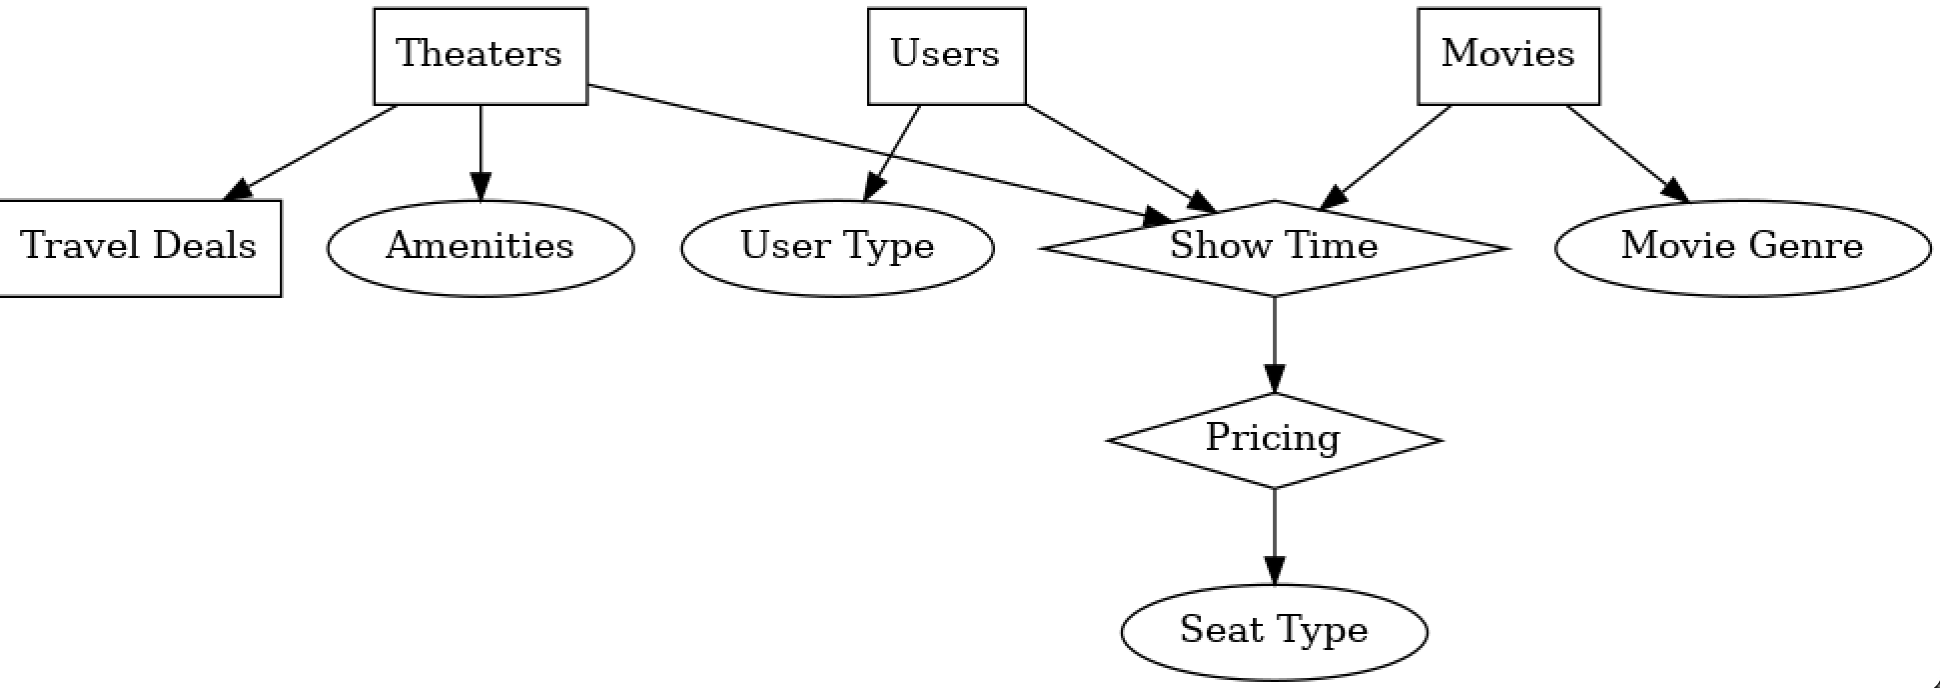 Theaters
Users
Movies
Travel Deals
Amenities
User Type
Show Time
Movie Genre
Pricing
Seat Type